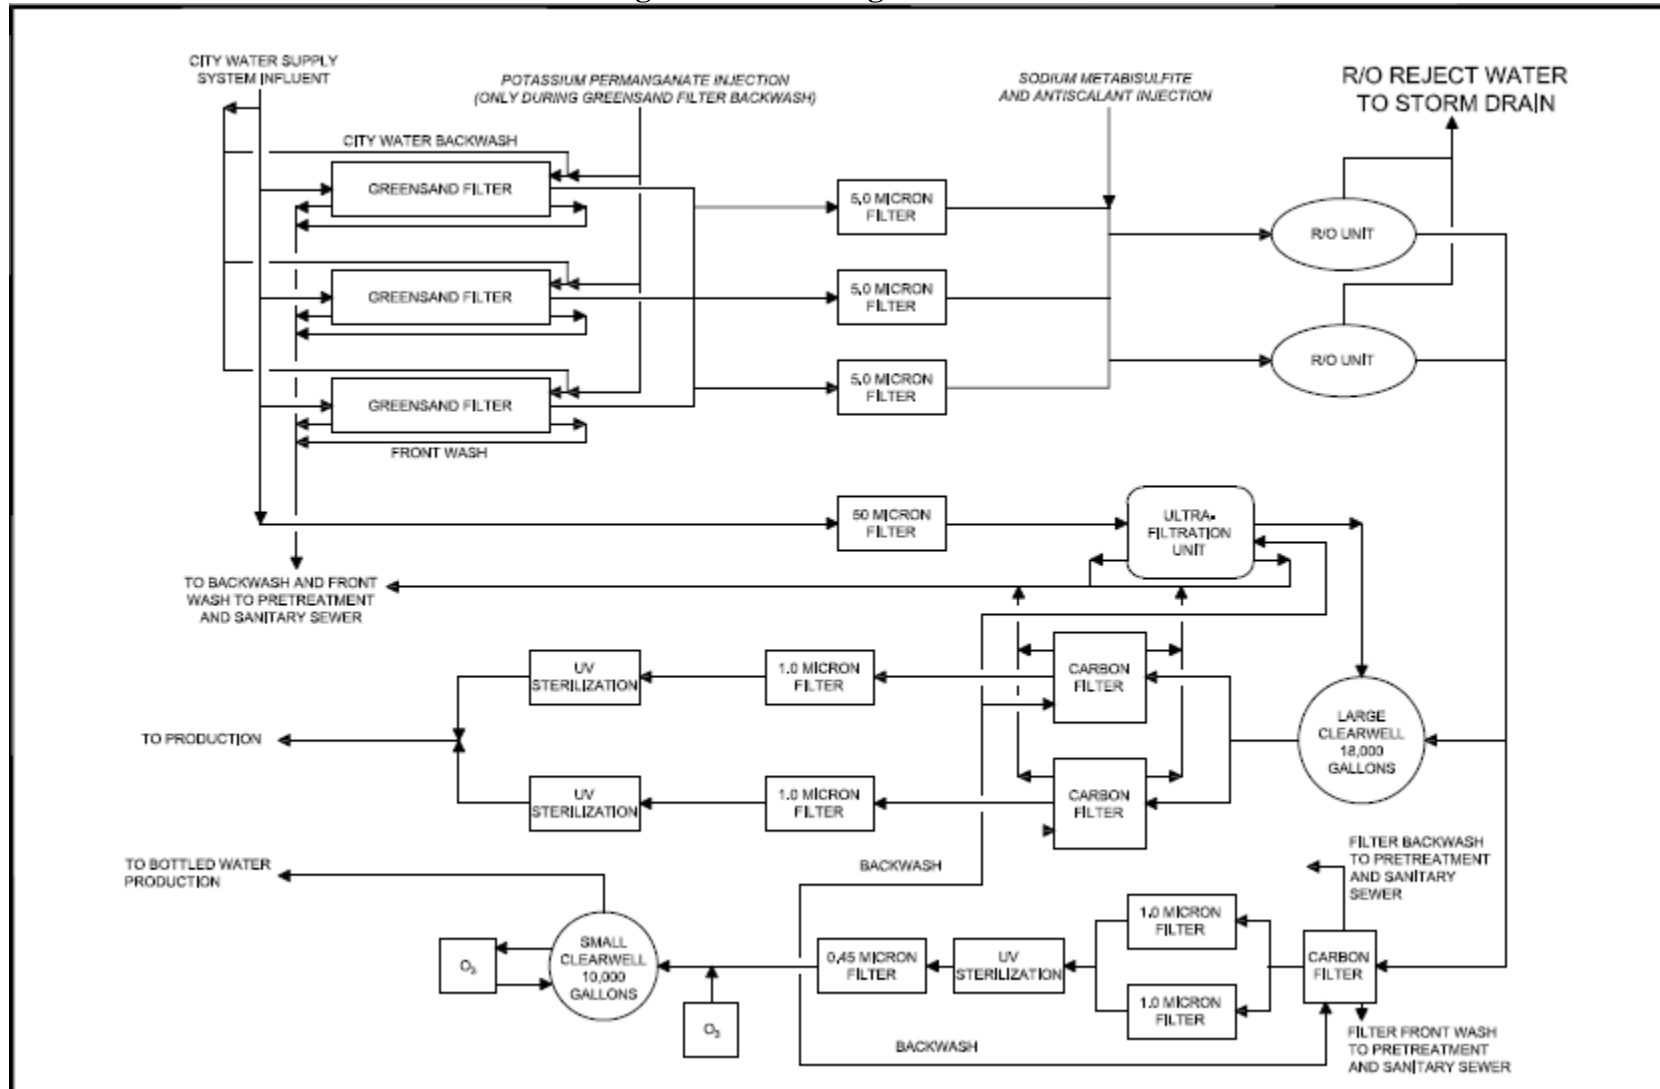 CITY WATER SUPPLY
SYSTEM INFLUENT
POTASSIUM PERMANGANATE INJECTION
(ONLY DURING GREENSAND FILTER BACKWASH)
SODIUM METABISULFITE
AND ANTISCALANT INJECTION
R/O REJECT WATER
TO STORM DRAIN
CITY WATER BACKWASH
GREENSAND FILTER
5.0 MICRON
FILTER
R/O UNIT
GREENSAND FILTER
5.0 MICRON
FILTER
R/O UNIT
GREENSAND FILTER
5.0 MICRON
FILTER
FRONT WASH
50 MICRON
FILTER
ULTRA-
FILTRATION
UNIT
TO BACKWASH AND FRONT
WASH TO PRETREATMENT
AND SANITARY SEWER
UV
STERILIZATION
1.0 MICRON
FILTER
CARBON
FILTER
LARGE
CLEARWELL
18,000
GALLONS
TO PRODUCTION
UV
STERILIZATION
1.0 MICRON
FILTER
CARBON
FILTER
TO BOTTLED WATER
PRODUCTION
BACKWASH
FILTER BACKWASH
TO PRETREATMENT
AND SANITARY
SEWER
O3
SMALL
CLEARWELL
10,000
GALLONS
O3
0.45 MICRON
FILTER
UV
STERILIZATION
1.0 MICRON
FILTER
1.0 MICRON
FILTER
CARBON
FILTER
BACKWASH
FILTER FRONT WASH
TO PRETREATMENT
AND SANITARY SEWER